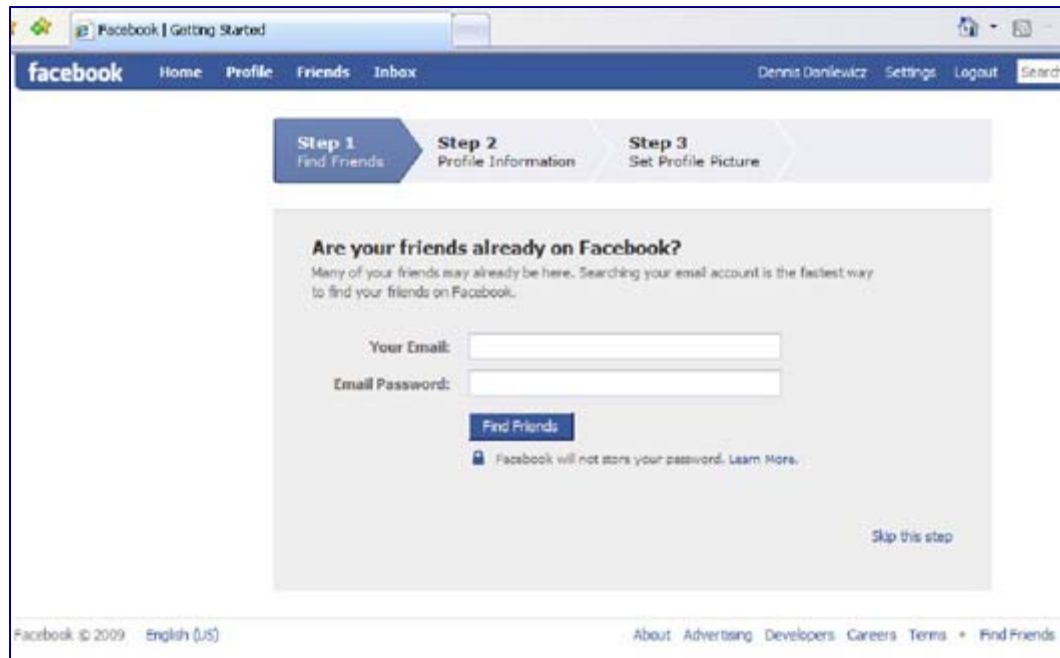 Facebook | Getting Started
facebook Home Profile Friends Inbox Dennis Danilewicz Settings Logout Search
Step 1 Step 2 Step 3
Find Friends Profile Information Set Profile Picture
Are your friends already on Facebook?
Many of your friends may already be here. Searching your email account is the fastest way
to find your friends on Facebook.
Your Email:
Email Password:
Find Friends
Facebook will not store your password. Learn More.
Skip this step
Facebook © 2009 English (US) About Advertising Developers Careers Terms • Find Friends